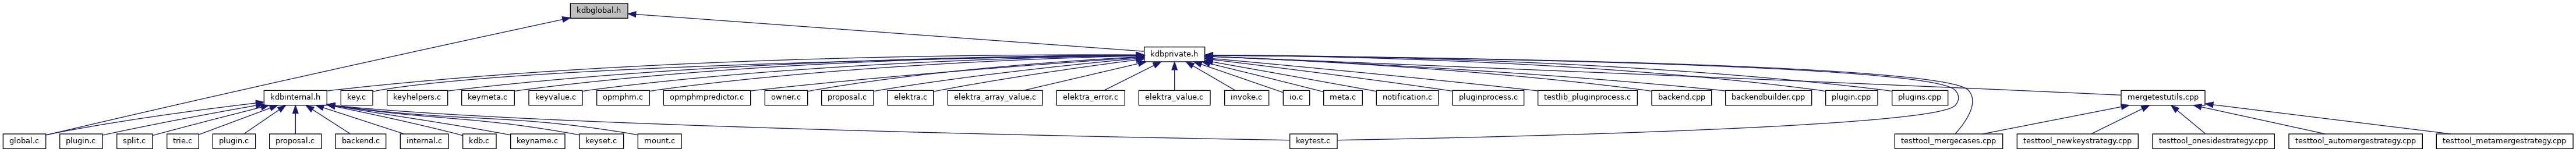 kdbglobal.h
kdbprivate.h
kdbinternal.h
key.c
keyhelpers.c
keymeta.c
keyvalue.c
opmphm.c
opmphmpredictor.c
owner.c
proposal.c
elektra.c
elektra_array_value.c
elektra_error.c
elektra_value.c
invoke.c
io.c
meta.c
notification.c
pluginprocess.c
testlib_pluginprocess.c
backend.cpp
backendbuilder.cpp
plugin.cpp
plugins.cpp
mergetestutils.cpp
global.c
plugin.c
split.c
trie.c
plugin.c
proposal.c
backend.c
internal.c
kdb.c
keyname.c
keyset.c
mount.c
keytest.c
testtool_mergecases.cpp
testtool_newkeystrategy.cpp
testtool_onesidestrategy.cpp
testtool_automergestrategy.cpp
testtool_metamergestrategy.cpp